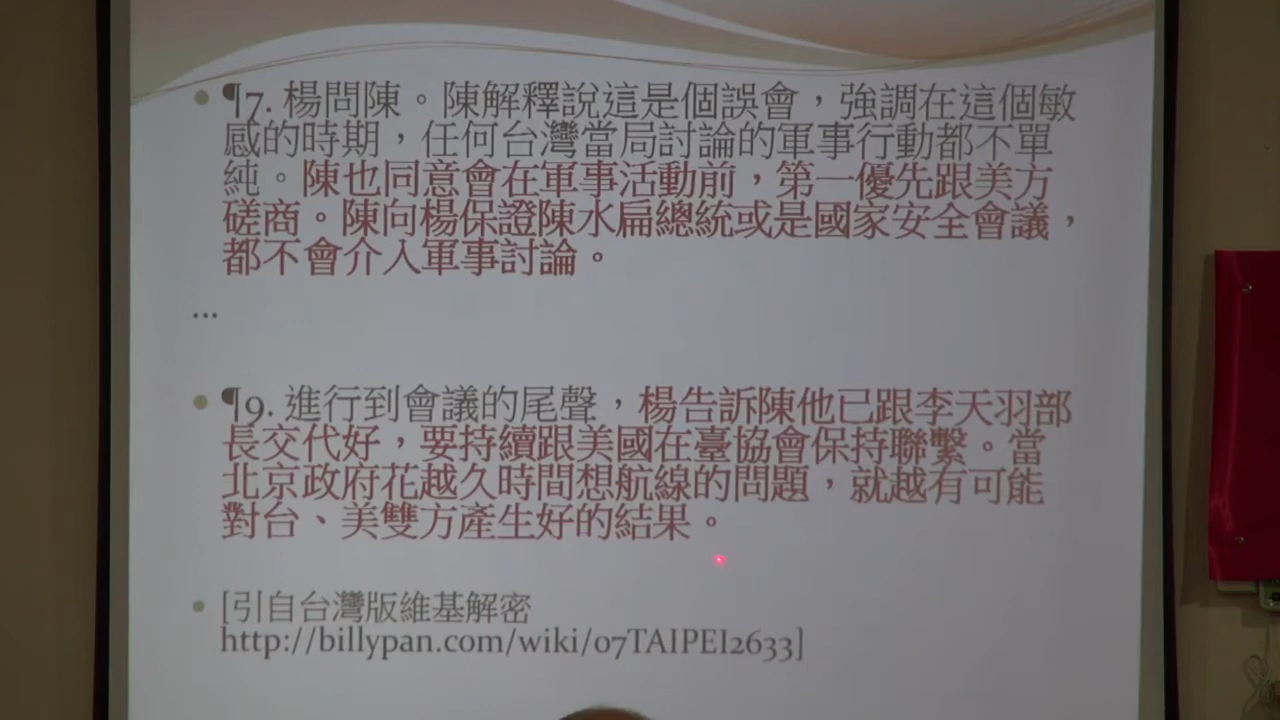 • ¶7. 楊問陳。陳解釋說這是個誤會，強調在這個敏
感的時期，任何台灣當局討論的軍事行動都不單
純。陳也同意會在軍事活動前，第一優先跟美方
磋商。陳向楊保證陳水扁總統或是國家安全會議，
都不會介入軍事討論。
...
• ¶9. 進行到會議的尾聲，楊告訴陳他已跟李天羽部
長交代好，要持續跟美國在臺協會保持聯繫。當
北京政府花越久時間想航線的問題，就越有可能
對台、美雙方產生好的結果。
• [引自台灣版維基解密
http://billypan.com/wiki/07TAIPEI2633]